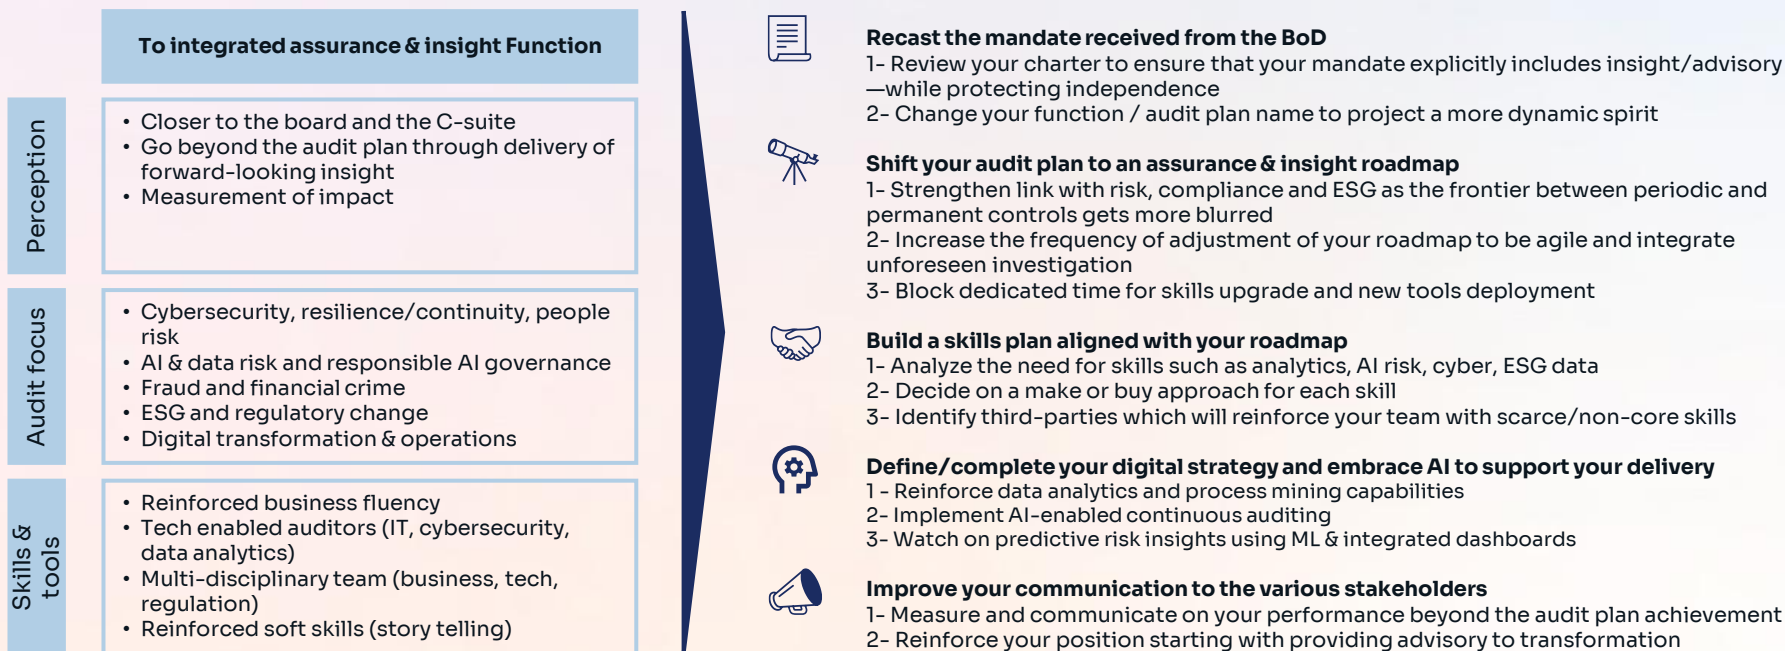 To integrated assurance & insight Function
Perception
• Closer to the board and the C-suite
• Go beyond the audit plan through delivery of
forward-looking insight
• Measurement of impact
Audit focus
• Cybersecurity, resilience/continuity, people
risk
• AI & data risk and responsible AI governance
• Fraud and financial crime
• ESG and regulatory change
• Digital transformation & operations
Skills &
tools
• Reinforced business fluency
• Tech enabled auditors (IT, cybersecurity,
data analytics)
• Multi-disciplinary team (business, tech,
regulation)
• Reinforced soft skills (story telling)
Recast the mandate received from the BoD
1- Review your charter to ensure that your mandate explicitly includes insight/advisory
—while protecting independence
2- Change your function / audit plan name to project a more dynamic spirit
Shift your audit plan to an assurance & insight roadmap
1- Strengthen link with risk, compliance and ESG as the frontier between periodic and
permanent controls gets more blurred
2- Increase the frequency of adjustment of your roadmap to be agile and integrate
unforeseen investigation
3- Block dedicated time for skills upgrade and new tools deployment
Build a skills plan aligned with your roadmap
1- Analyze the need for skills such as analytics, AI risk, cyber, ESG data
2- Decide on a make or buy approach for each skill
3- Identify third-parties which will reinforce your team with scarce/non-core skills
Define/complete your digital strategy and embrace AI to support your delivery
1 - Reinforce data analytics and process mining capabilities
2- Implement AI-enabled continuous auditing
3- Watch on predictive risk insights using ML & integrated dashboards
Improve your communication to the various stakeholders
1- Measure and communicate on your performance beyond the audit plan achievement
2- Reinforce your position starting with providing advisory to transformation